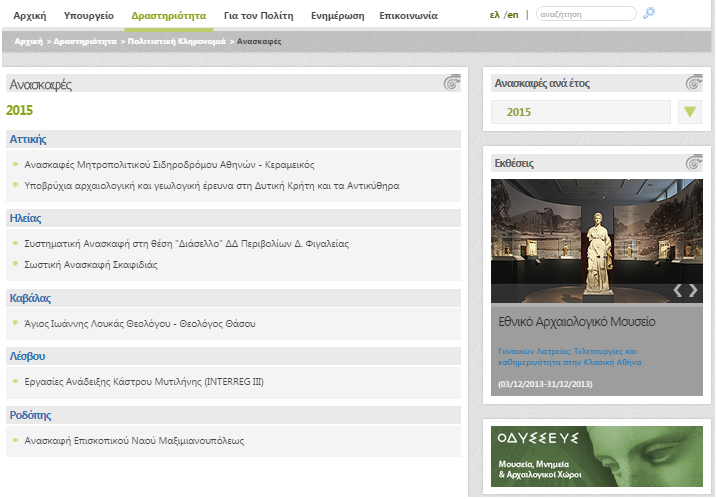 Αρχική Υπουργείο Δραστηριότητα Για τον Πολίτη Ενημέρωση Επικοινωνία ελ /en | αναζήτηση
Αρχική > Δραστηριότητα > Πολιτιστική Κληρονομιά > Ανασκαφές
Ανασκαφές
2015
Αττικής
Ανασκαφές Μητροπολιτικού Σιδηροδρόμου Αθηνών - Κεραμεικός
Υποβρύχια αρχαιολογική και γεωλογική έρευνα στη Δυτική Κρήτη και τα Αντικύθηρα
Ηλείας
Συστηματική Ανασκαφή στη θέση "Διάσελλο" ΔΔ Περιβολίων Δ. Φιγαλείας
Σωστική Ανασκαφή Σκαφιδιάς
Καβάλας
Άγιος Ιωάννης Λουκάς Θεολόγου - Θεολόγος Θάσου
Λέσβου
Εργασίες Ανάδειξης Κάστρου Μυτιλήνης (INTERREG III)
Ροδόπης
Ανασκαφή Επισκοπικού Ναού Μαξιμιανουπόλεως
Ανασκαφές ανά έτος
2015
Εκθέσεις
Εθνικό Αρχαιολογικό Μουσείο
Γυναικών Λατρείες: Τελετουργίες και
καθημερινότητα στην Κλασική Αθήνα
(03/12/2013-31/12/2013)
ΟΔΥΣΣΕΥΣ
Μουσεία, Μνημεία
& Αρχαιολογικοί Χώροι